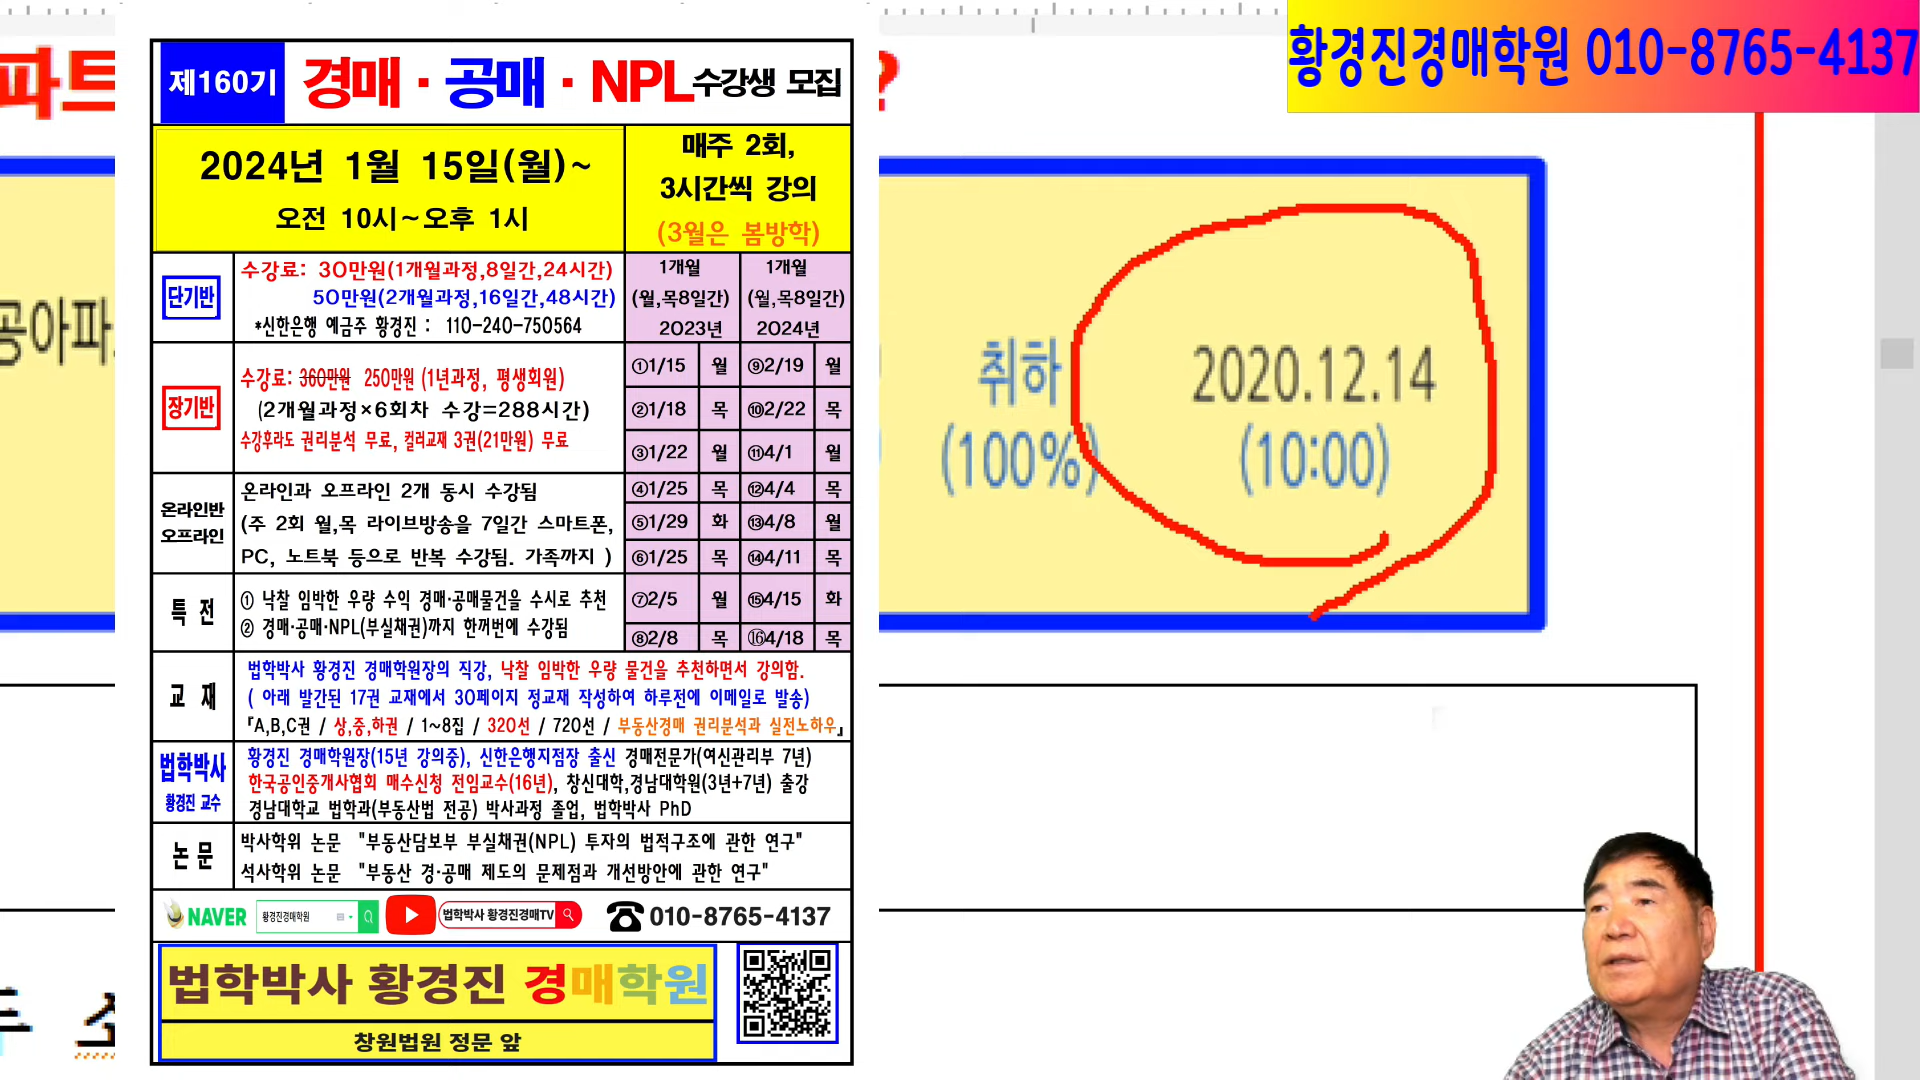 황경진경매학원 010-8765-4137
파트
?
제160기
경매·공매·NPL수강생 모집
2024년 1월 15일(월)~
오전 10시~오후 1시
매주 2회,
3시간씩 강의
(3월은 봄방학)
단기반
수강료: 30만원(1개월과정,8일간,24시간)
50만원(2개월과정,16일간,48시간)
*신한은행 예금주 황경진 : 110-240-750564
1개월 1개월
(월,목8일간) (월,목8일간)
2023년 2024년
장기반
수강료: 360만원 250만원 (1년과정, 평생회원)
(2개월과정×6회차 수강=288시간)
수강후라도 권리분석 무료, 컬러교재 3권(21만원) 무료
①1/15 월 ⑨2/19 월
②1/18 목 ⑩2/22 목
③1/22 월 ⑪4/1 월
④1/25 목 ⑫4/4 목
⑤1/29 화 ⑬4/8 월
⑥1/25 목 ⑭4/11 목
⑦2/5 월 ⑮4/15 화
⑧2/8 목 ⑯4/18 목
온라인반
오프라인
온라인과 오프라인 2개 동시 수강됨
(주 2회 월,목 라이브방송을 7일간 스마트폰,
PC, 노트북 등으로 반복 수강됨. 가족까지 )
특 전
① 낙찰 임박한 우량 수익 경매·공매물건을 수시로 추천
② 경매·공매·NPL(부실채권)까지 한꺼번에 수강됨
교 재
법학박사 황경진 경매학원장의 직강, 낙찰 임박한 우량 물건을 추천하면서 강의함.
( 아래 발간된 17권 교재에서 30페이지 정교재 작성하여 하루전에 이메일로 발송)
『A,B,C권 / 상,중,하권 / 1~8집 / 320선 / 720선 / 부동산경매 권리분석과 실전노하우』
법학박사
황경진 교수
황경진 경매학원장(15년 강의중), 신한은행지점장 출신 경매전문가(여신관리부 7년)
한국공인중개사협회 매수신청 전임교수(16년), 창신대학,경남대학원(3년+7년) 출강
경남대학교 법학과(부동산법 전공) 박사과정 졸업, 법학박사 PhD
논 문
박사학위 논문 "부동산담보부 부실채권(NPL) 투자의 법적구조에 관한 연구"
석사학위 논문 "부동산 경·공매 제도의 문제점과 개선방안에 관한 연구"
NAVER 황경진경매학원 법학박사 황경진경매TV 010-8765-4137
법학박사 황경진 경매학원
창원법원 정문 앞
공아파
취하
(100%)
2020.12.14
(10:00)